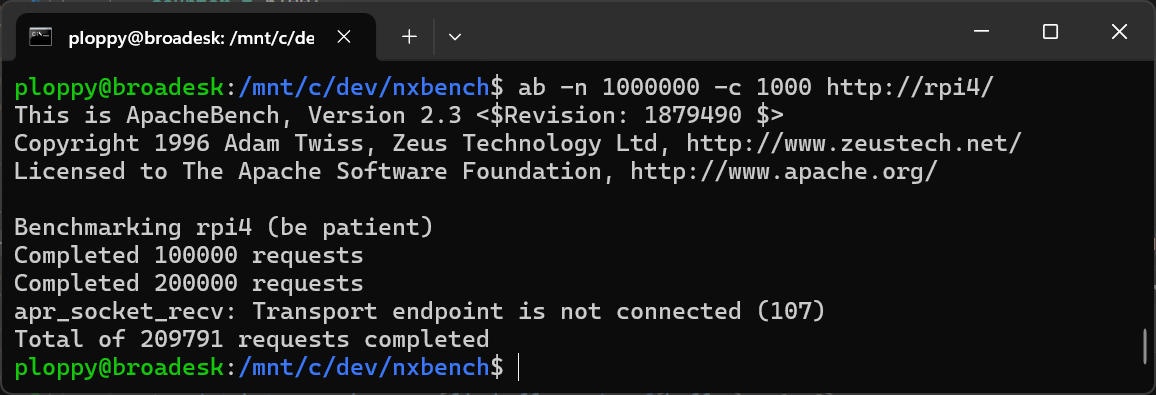 ploppy@broadesk: /mnt/c/de
ploppy@broadesk:/mnt/c/dev/nxbench$ ab -n 1000000 -c 1000 http://rpi4/
This is ApacheBench, Version 2.3 <$Revision: 1879490 $>
Copyright 1996 Adam Twiss, Zeus Technology Ltd, http://www.zeustech.net/
Licensed to The Apache Software Foundation, http://www.apache.org/
Benchmarking rpi4 (be patient)
Completed 100000 requests
Completed 200000 requests
apr_socket_recv: Transport endpoint is not connected (107)
Total of 209791 requests completed
ploppy@broadesk:/mnt/c/dev/nxbench$